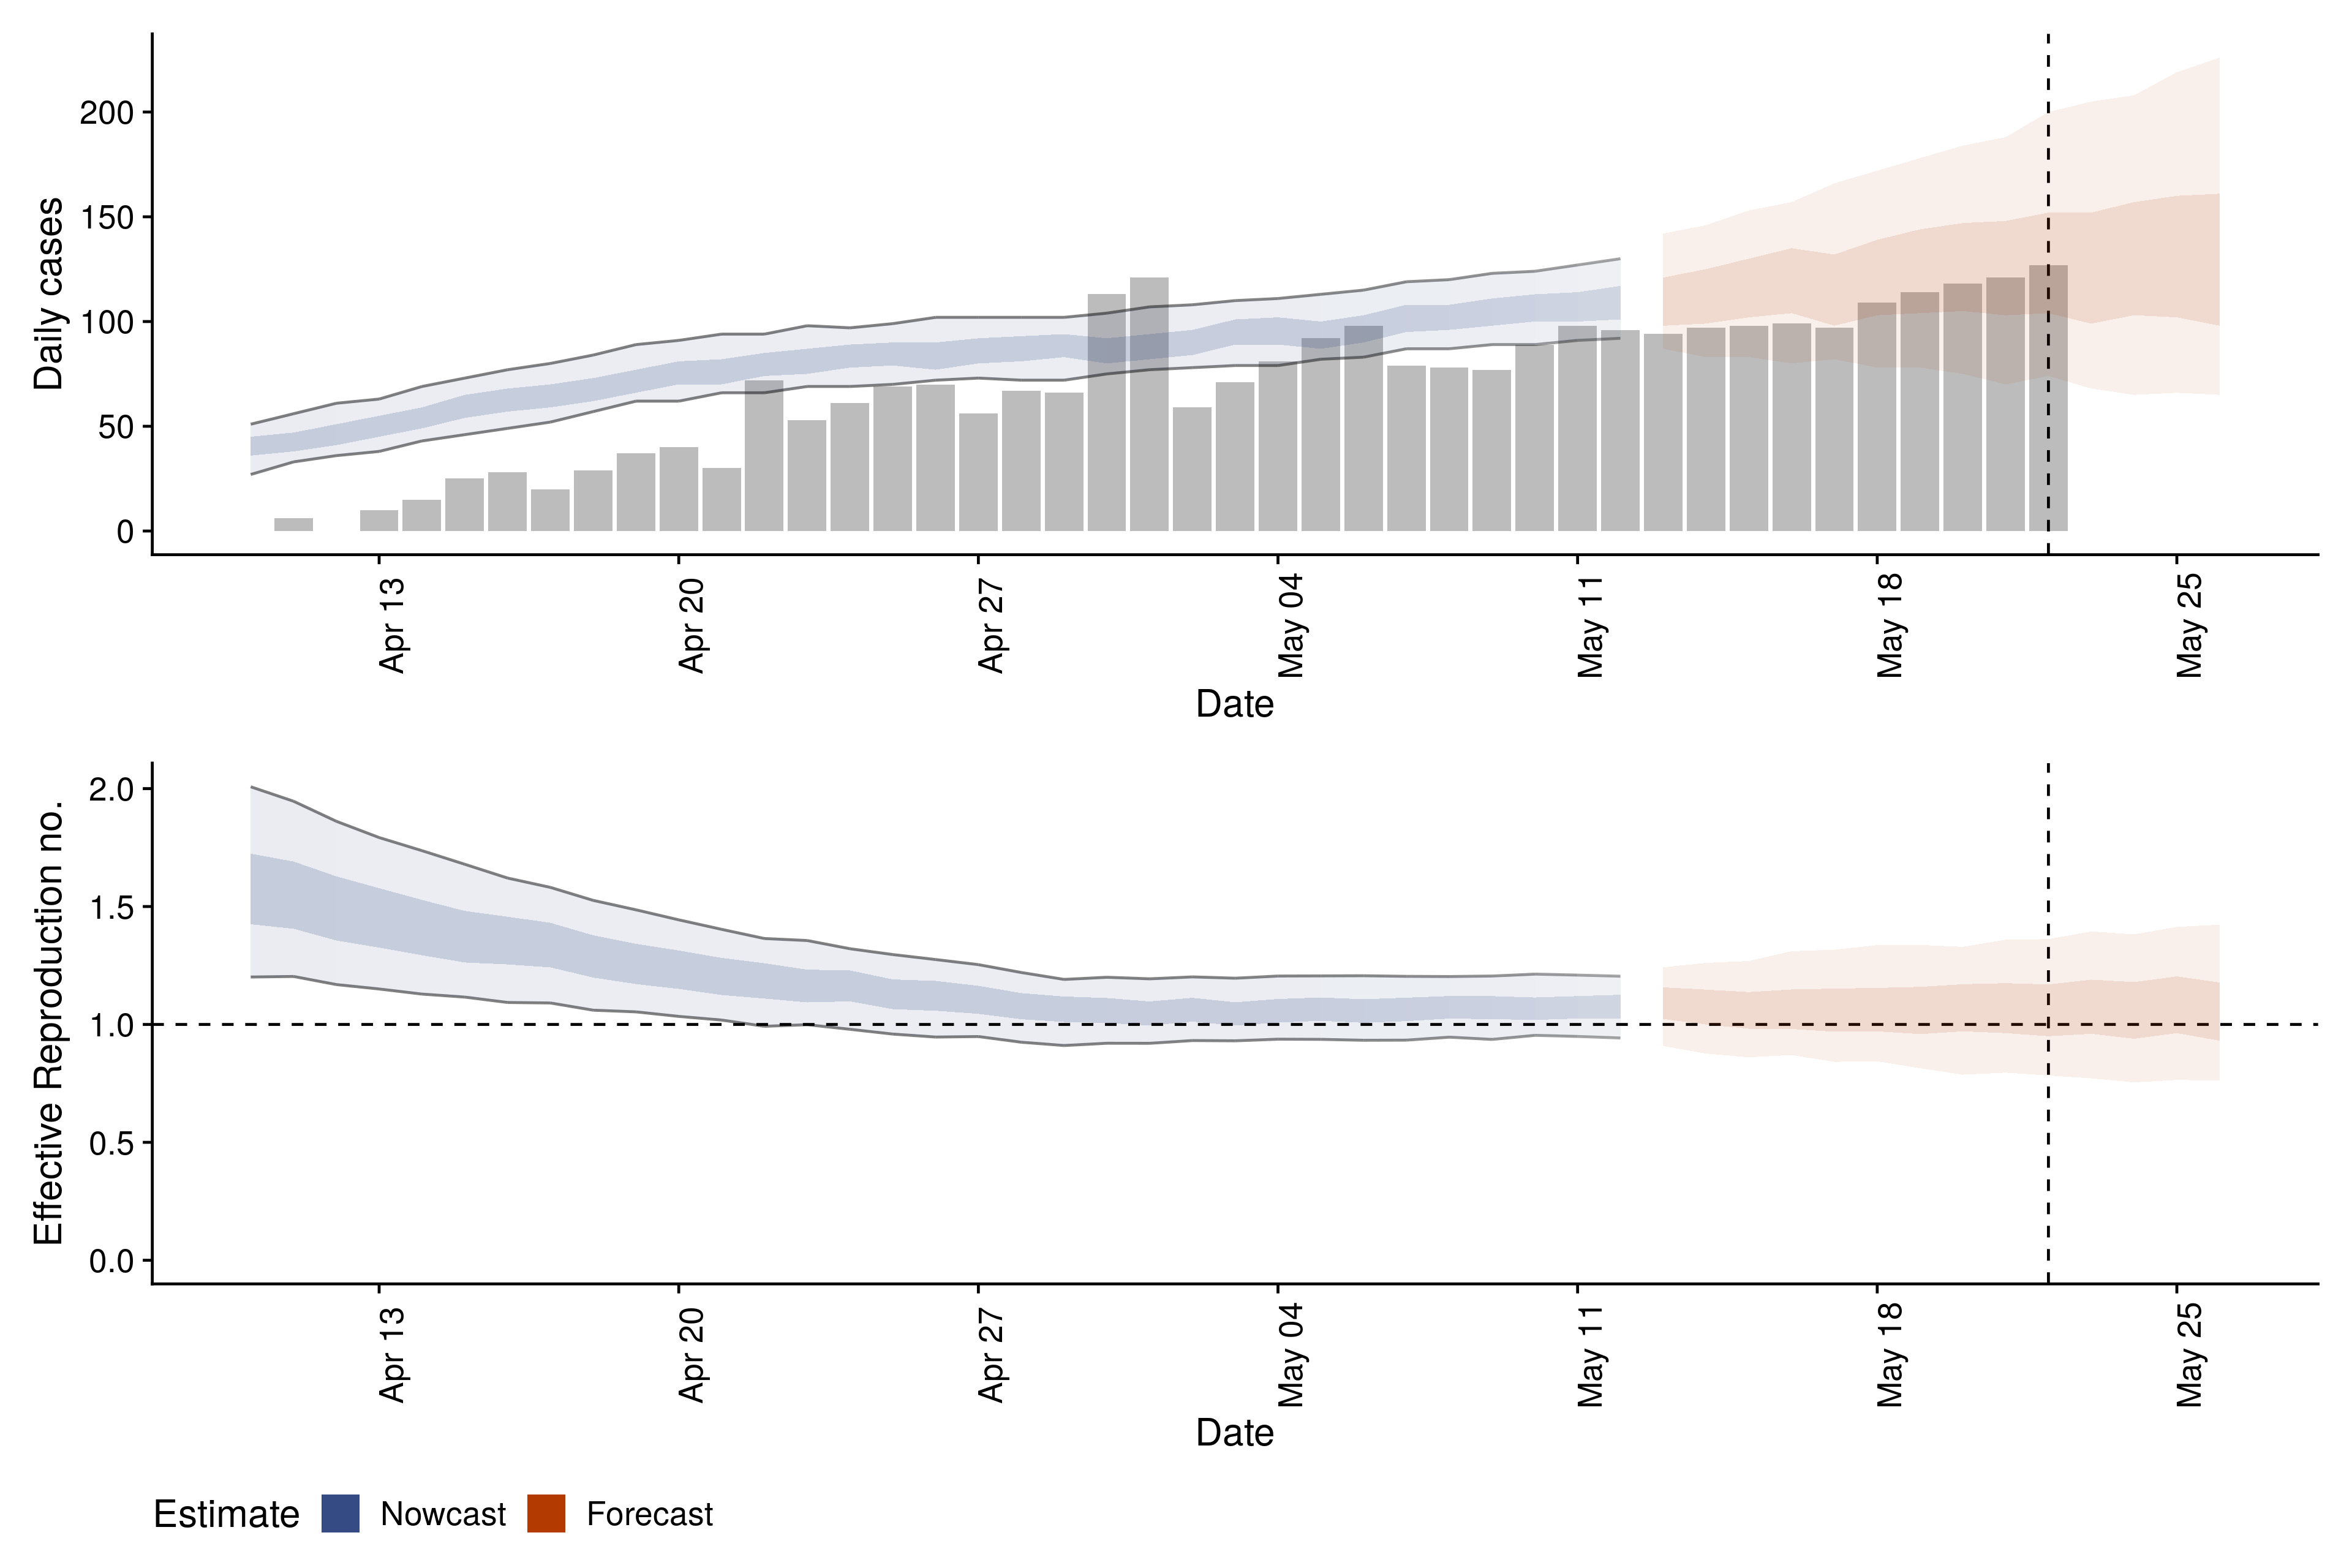 Daily cases
200
150
100
50
0
Apr 13
Apr 20
Apr 27
May 04
May 11
May 18
May 25
Date
Effective Reproduction no.
2.0
1.5
1.0
0.5
0.0
Apr 13
Apr 20
Apr 27
May 04
May 11
May 18
May 25
Date
Estimate Nowcast Forecast